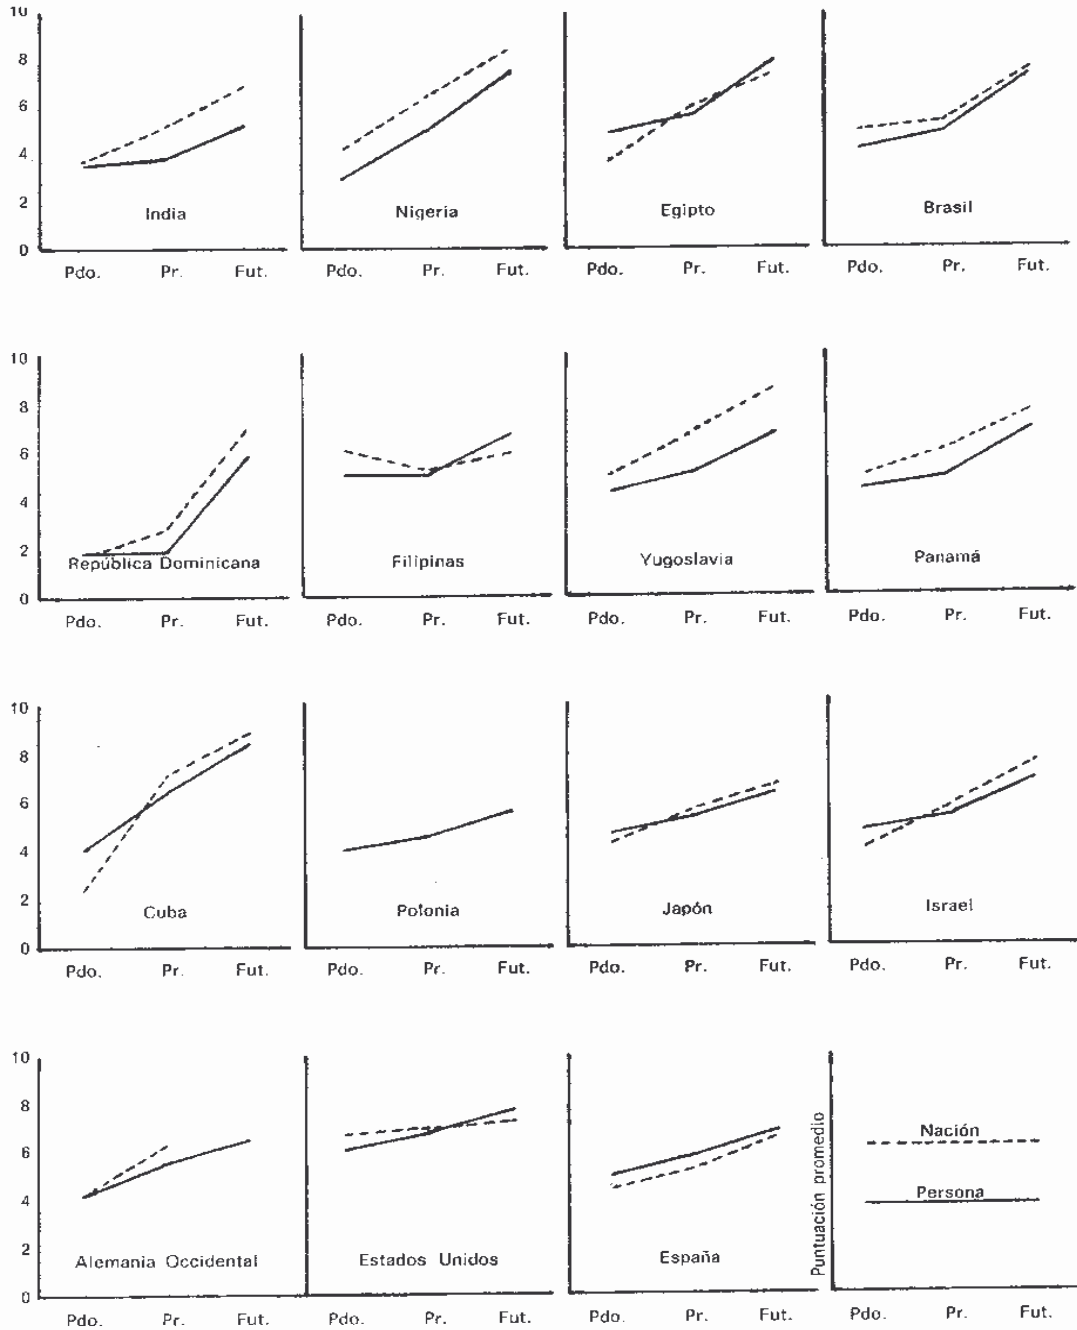 10
8
6
4
2
0
India
Nigeria
Egipto
Brasil
Pdo. Pr. Fut. Pdo. Pr. Fut. Pdo. Pr. Fut. Pdo. Pr. Fut.
10
8
6
4
2
0
República Dominicana
Filipinas
Yugoslavia
Panamá
Pdo. Pr. Fut. Pdo. Pr. Fut. Pdo. Pr. Fut. Pdo. Pr. Fut.
10
8
6
4
2
0
Cuba
Polonia
Japón
Israel
Pdo. Pr. Fut. Pdo. Pr. Fut. Pdo. Pr. Fut. Pdo. Pr. Fut.
10
8
6
4
2
0
Alemania Occidental
Estados Unidos
España
Puntuación promedio
Nación
Persona
Pdo. Pr. Fut. Pdo. Pr. Fut. Pdo. Pr. Fut. Pdo. Pr. Fut.